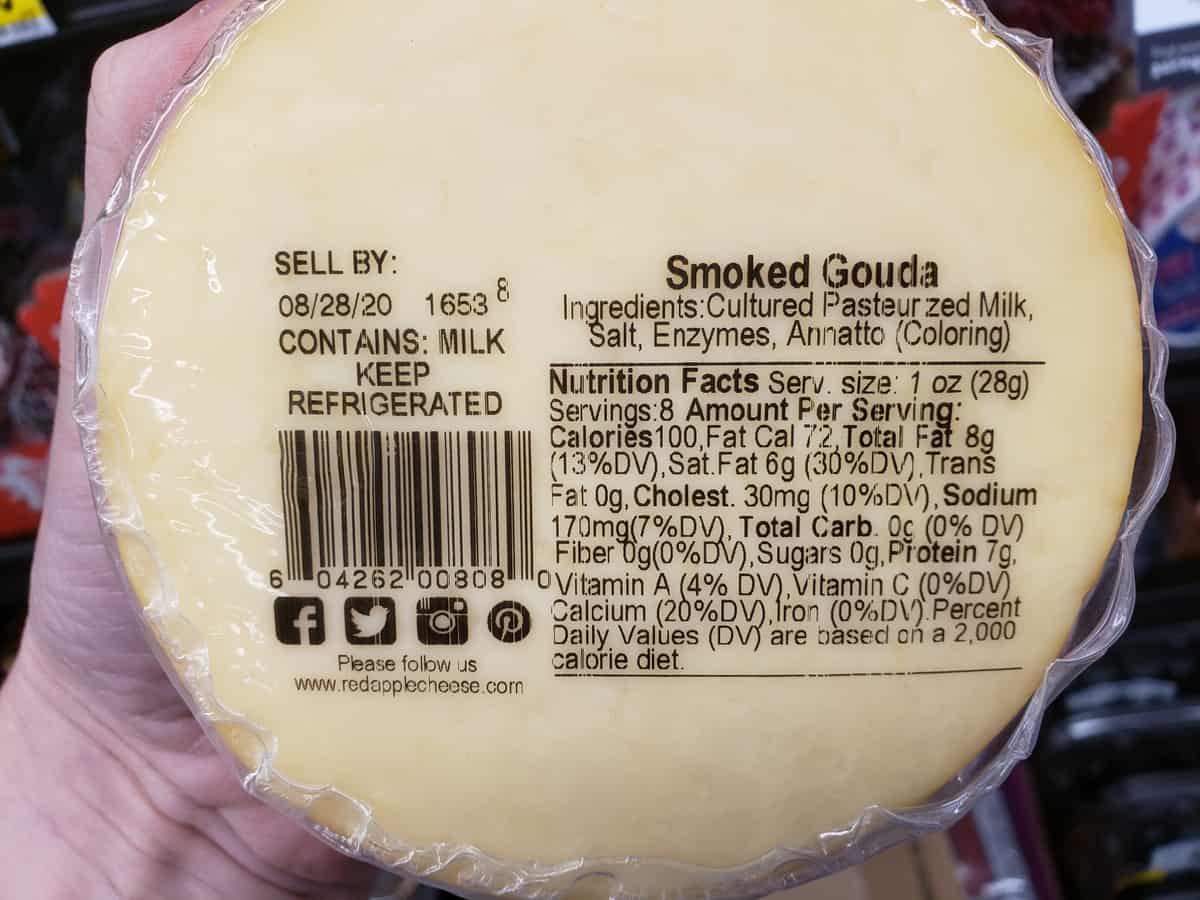 SELL BY:
08/28/20 1653 8
CONTAINS: MILK
KEEP
REFRIGERATED
6 04262 00808 0
Please follow us
www.redapplecheese.com
Smoked Gouda
Ingredients:Cultured Pasteurized Milk,
Salt, Enzymes, Annatto (Coloring)
Nutrition Facts Serv. size: 1 oz (28g)
Servings:8 Amount Per Serving:
Calories100,Fat Cal 72,Total Fat 8g
(13%DV),Sat.Fat 6g (30%DV),Trans
Fat 0g,Cholest. 30mg (10%DV),Sodium
170mg(7%DV),Total Carb. 0g (0% DV)
Fiber 0g(0%DV),Sugars 0g,Protein 7g,
Vitamin A (4% DV),Vitamin C (0%DV)
Calcium (20%DV),Iron (0%DV).Percent
Daily Values (DV) are based on a 2,000
calorie diet.